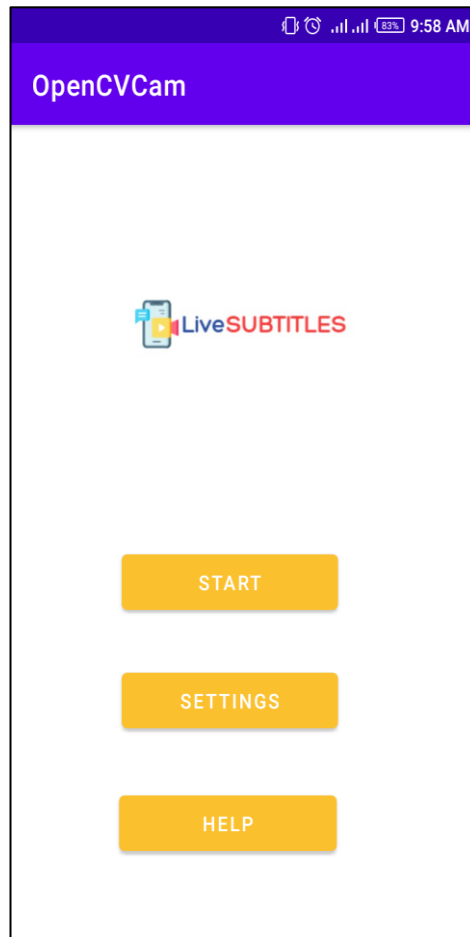 83% 9:58 AM
OpenCVCam
LiveSUBTITLES
START
SETTINGS
HELP